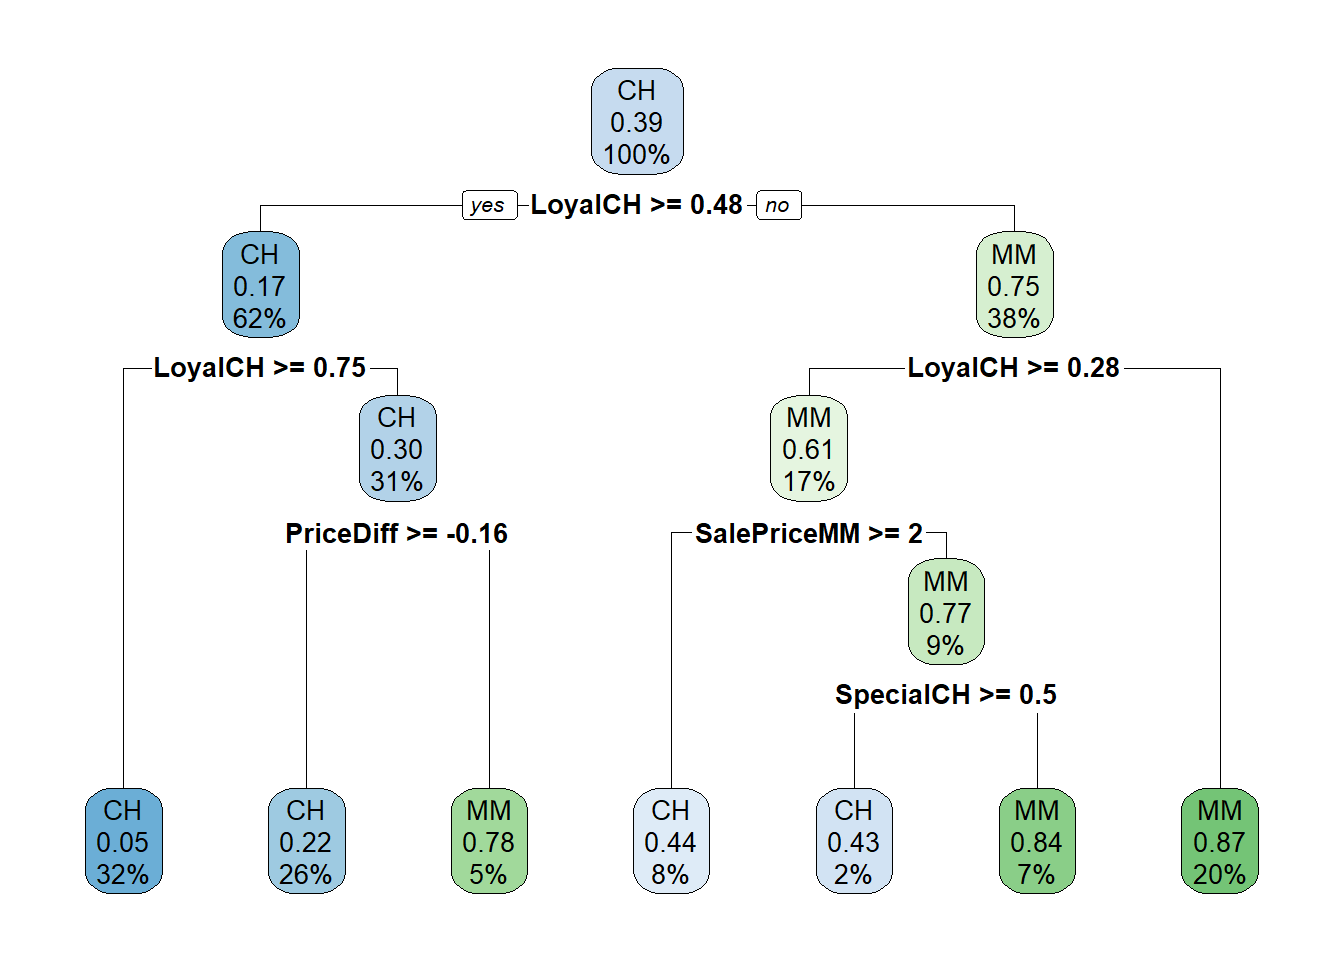 CH
0.39
100%
yes LoyalCH >= 0.48 no
CH
0.17
62%
MM
0.75
38%
LoyalCH >= 0.75
LoyalCH >= 0.28
CH
0.30
31%
MM
0.61
17%
PriceDiff >= -0.16
SalePriceMM >= 2
MM
0.77
9%
SpecialCH >= 0.5
CH
0.05
32%
CH
0.22
26%
MM
0.78
5%
CH
0.44
8%
CH
0.43
2%
MM
0.84
7%
MM
0.87
20%